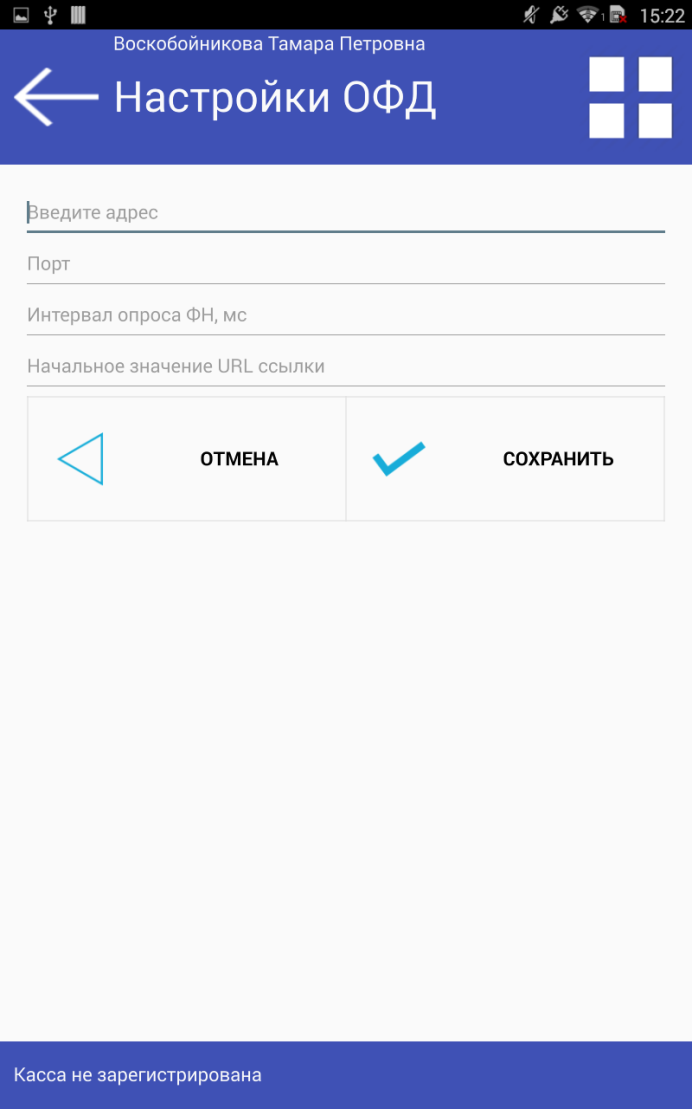 15:22
Воскобойникова Тамара Петровна
Настройки ОФД
Введите адрес
Порт
Интервал опроса ФН, мс
Начальное значение URL ссылки
ОТМЕНА
СОХРАНИТЬ
Касса не зарегистрирована